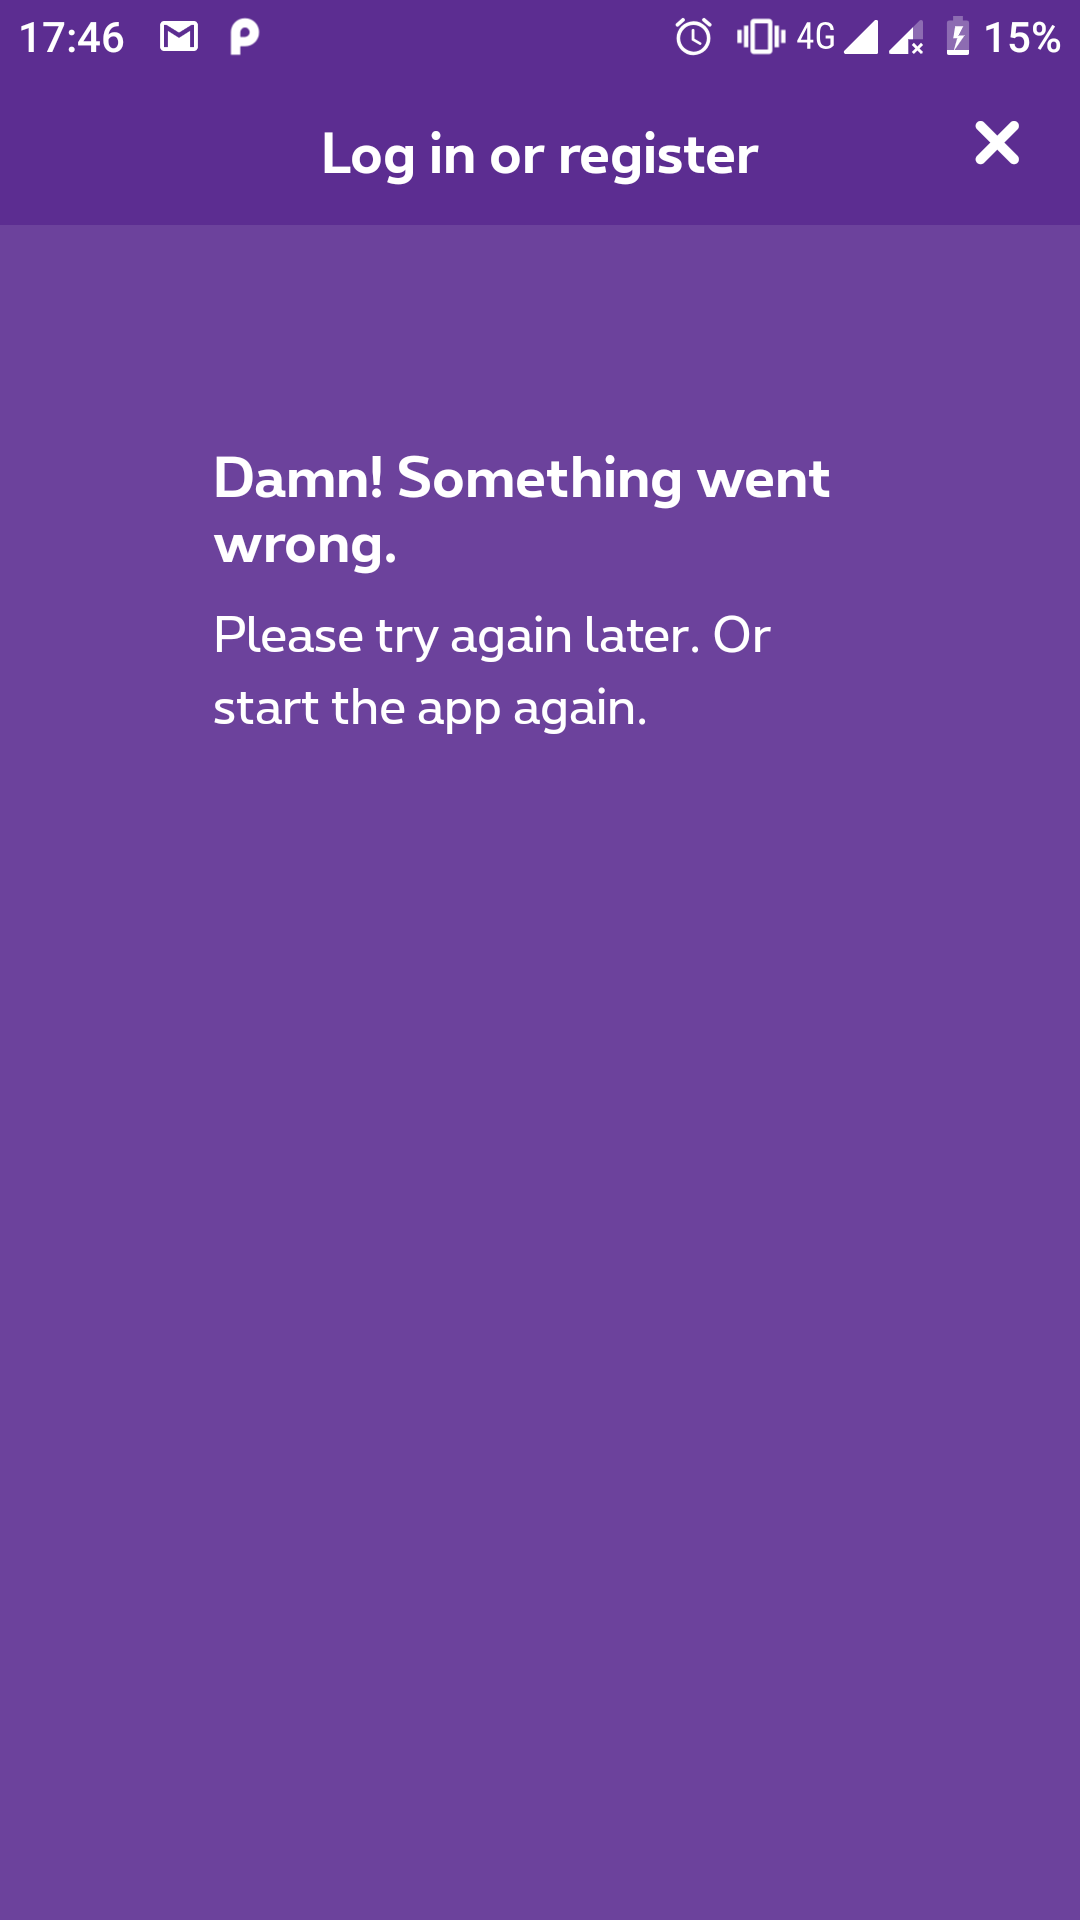 17:46 4G 15%
Log in or register
Damn! Something went
wrong.
Please try again later. Or
start the app again.